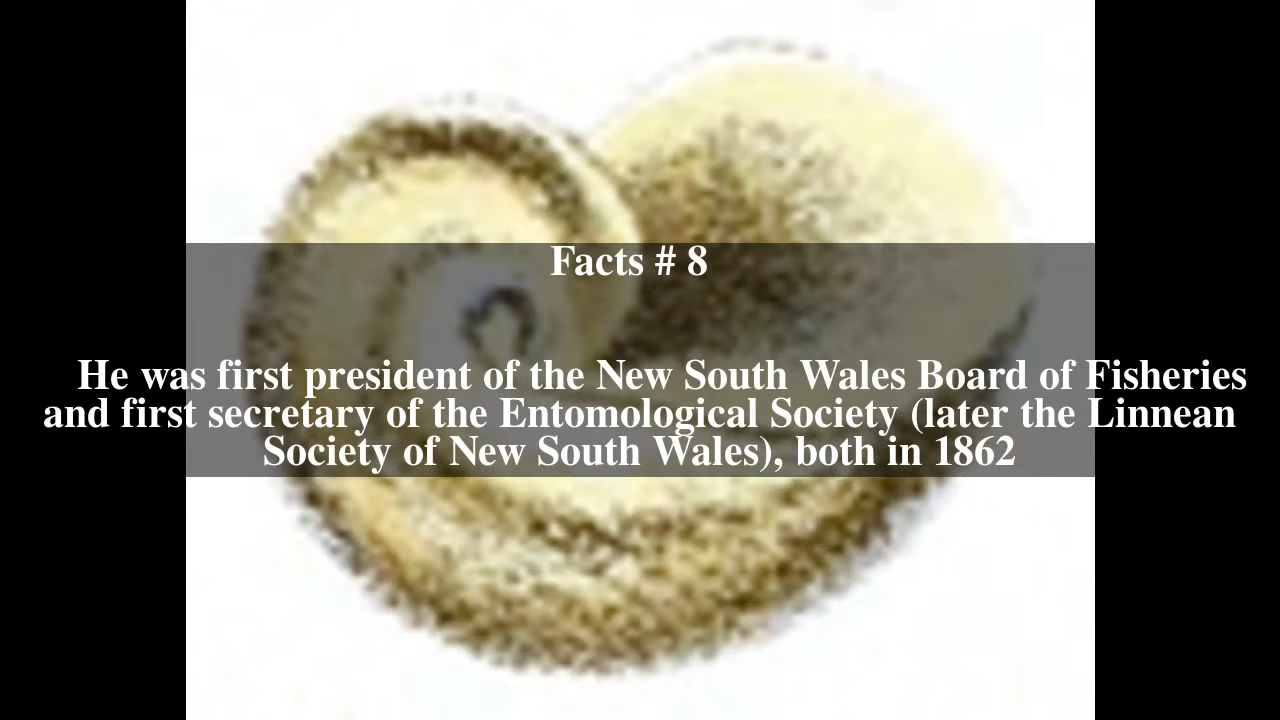 Facts # 8
He was first president of the New South Wales Board of Fisheries
and first secretary of the Entomological Society (later the Linnean
Society of New South Wales), both in 1862